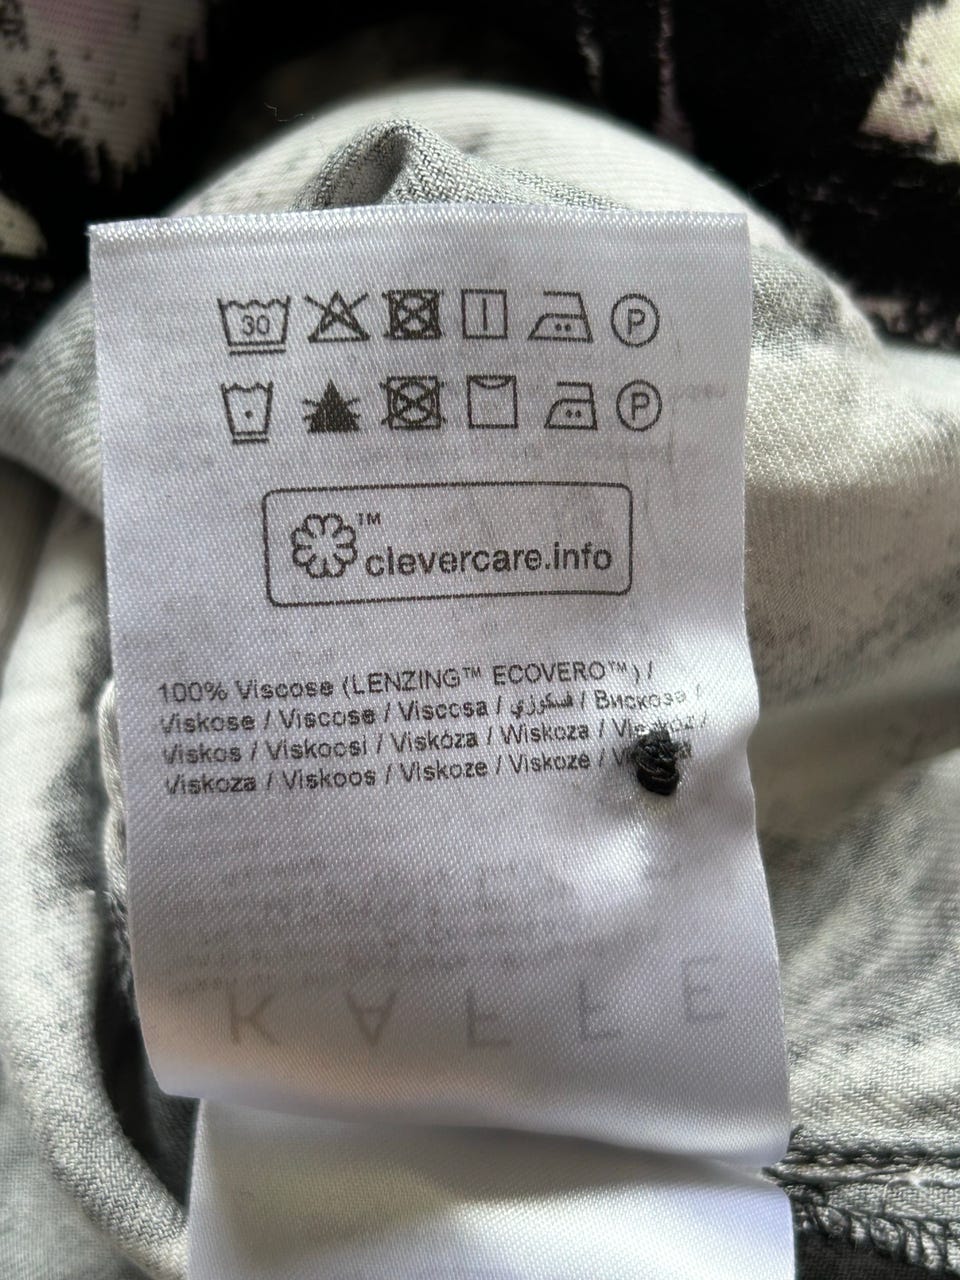 30 P
P
TM
clevercare.info
100% Viscose (LENZING™ ECOVERO™) /
Viskose / Viscose / Viscosa / فسكوزي / Вискоза /
Viskos / Viskoosi / Viskóza / Wiskoza /
Viskoza / Viskoos / Viskoze / Viskozė /
KAFFE